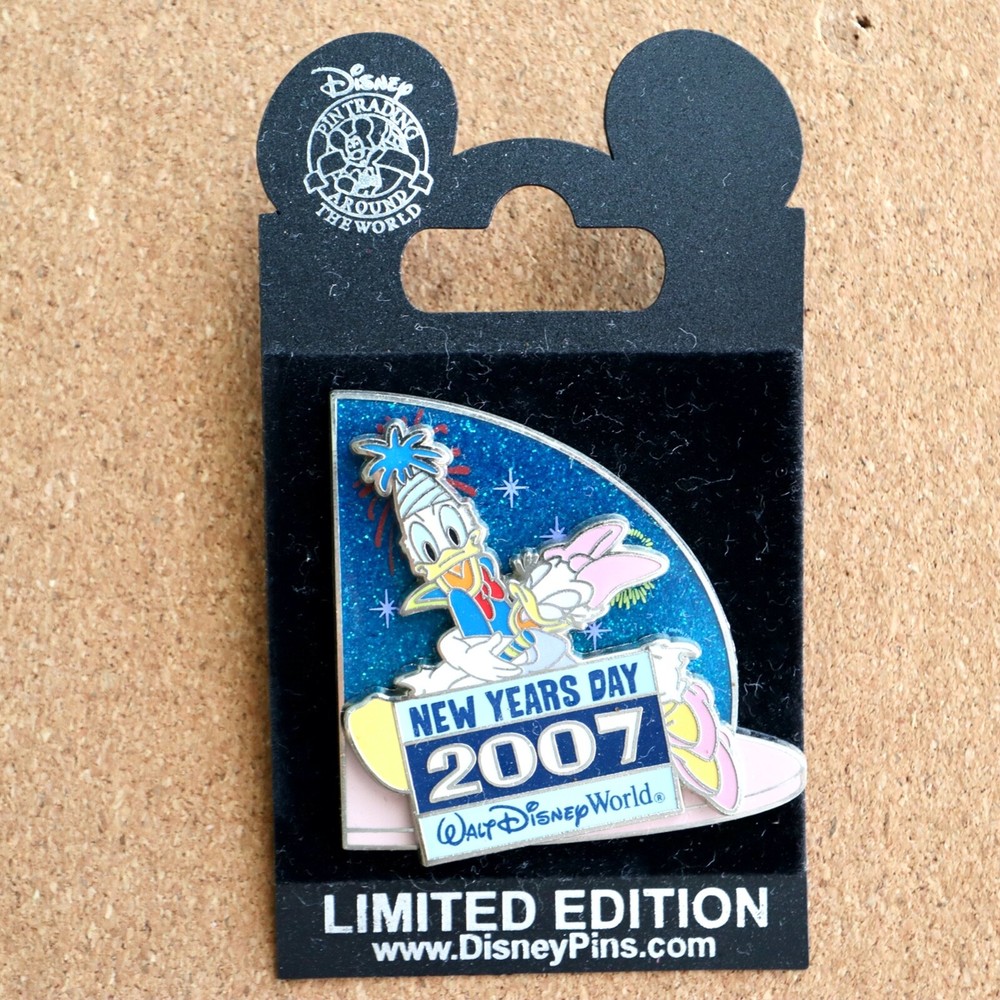 Disney
PIN TRADING
AROUND
THE WORLD
NEW YEARS DAY
2007
WALT DISNEY World®
LIMITED EDITION
www.DisneyPins.com